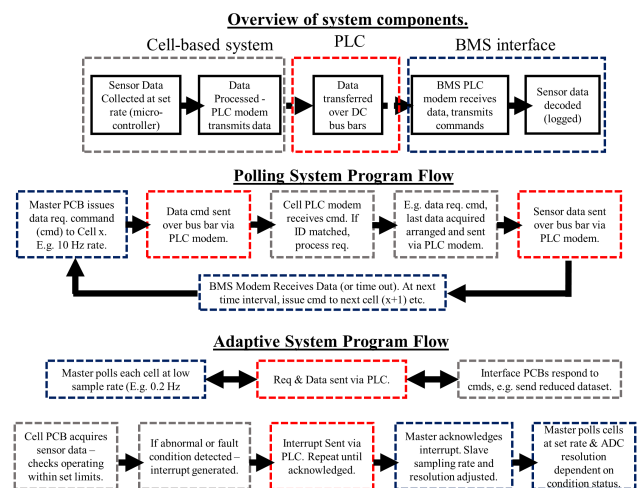 Overview of system components.
Cell-based system
PLC
BMS interface
Sensor Data
Collected at set
rate (micro-
controller)
Data
Processed -
PLC modem
transmits data
Data
transferred
over DC
bus bars
BMS PLC
modem receives
data, transmits
commands
Sensor data
decoded
(logged)
Polling System Program Flow
Master PCB issues
data req. command
(cmd) to Cell x.
E.g. 10 Hz rate.
Data cmd sent
over bus bar via
PLC modem.
Cell PLC modem
receives cmd. If
ID matched,
process req.
E.g. data req. cmd,
last data acquired
arranged and sent
via PLC modem.
Sensor data sent
over bus bar via
PLC modem.
BMS Modem Receives Data (or time out). At next
time interval, issue cmd to next cell (x+1) etc.
Adaptive System Program Flow
Master polls each cell at low
sample rate (E.g. 0.2 Hz
Req & Data sent via PLC.
Interface PCBs respond to
cmds, e.g. send reduced dataset.
Cell PCB acquires
sensor data –
checks operating
within set limits.
If abnormal or fault
condition detected –
interrupt generated.
Interrupt Sent via
PLC. Repeat until
acknowledged.
Master acknowledges
interrupt. Slave
sampling rate and
resolution adjusted.
Master polls cells
at set rate & ADC
resolution
dependent on
condition status.